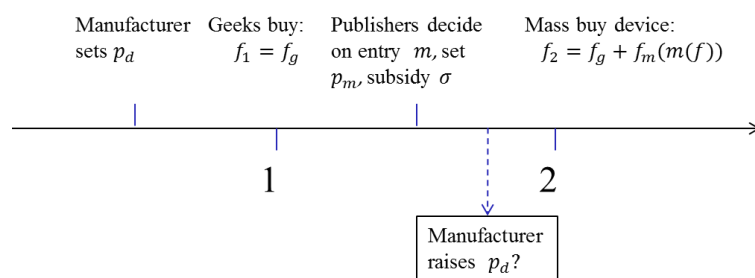 Manufacturer
sets p_d
Geeks buy:
f_1 = f_g
Publishers decide
on entry m, set
p_m, subsidy σ
Mass buy device:
f_2 = f_g + f_m(m(f))
1
2
Manufacturer
raises p_d?